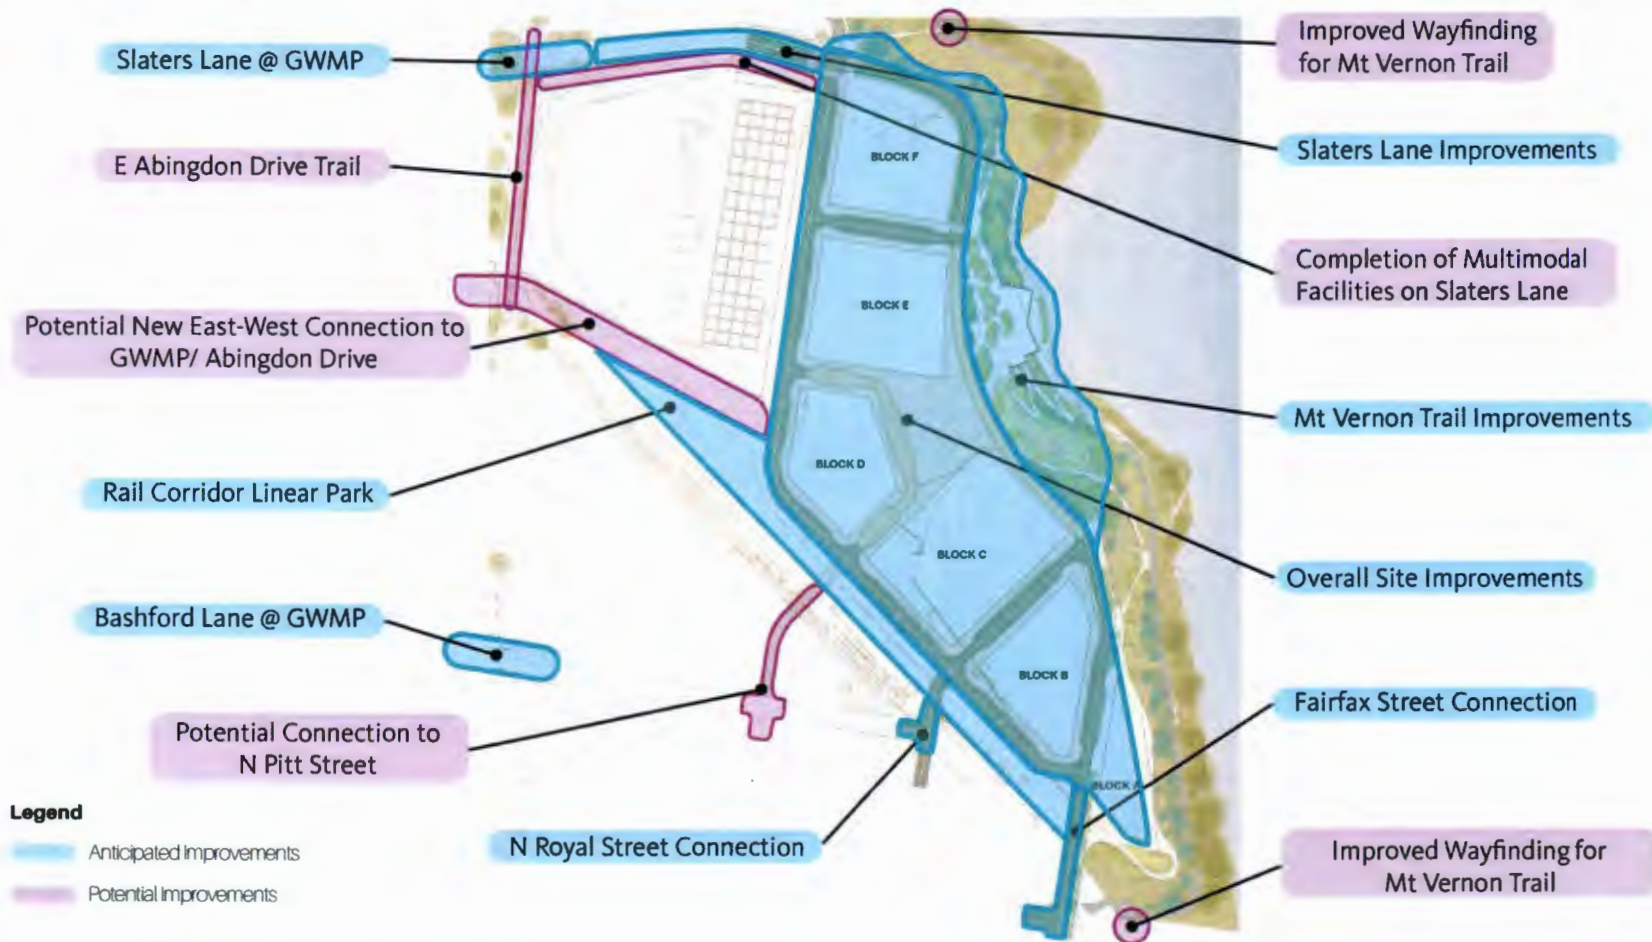 Slaters Lane @ GWMP
E Abingdon Drive Trail
Potential New East-West Connection to
GWMP/ Abingdon Drive
Rail Corridor Linear Park
Bashford Lane @ GWMP
Potential Connection to
N Pitt Street
N Royal Street Connection
Legend
Anticipated Improvements
Potential Improvements
BLOCK F
BLOCK E
BLOCK D
BLOCK C
BLOCK B
BLOCK A
Improved Wayfinding
for Mt Vernon Trail
Slaters Lane Improvements
Completion of Multimodal
Facilities on Slaters Lane
Mt Vernon Trail Improvements
Overall Site Improvements
Fairfax Street Connection
Improved Wayfinding for
Mt Vernon Trail